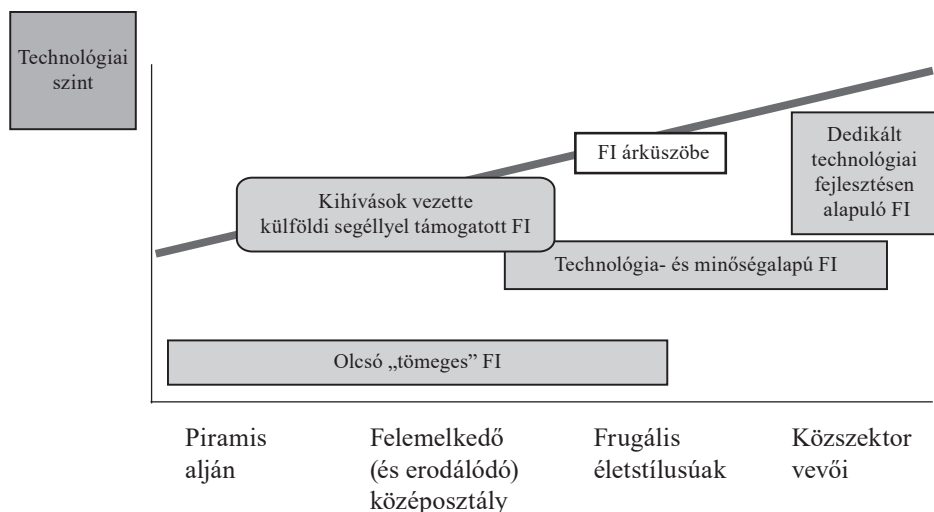 Technológiai
szint
FI árküszöbe
Dedikált
technológiai
fejlesztésen
alapuló FI
Kihívások vezette
külföldi segéllyel támogatott FI
Technológia- és minőségalapú FI
Olcsó „tömeges” FI
Piramis
alján
Felemelkedő
(és erodálódó)
középosztály
Frugális
életstílusúak
Közszektor
vevői